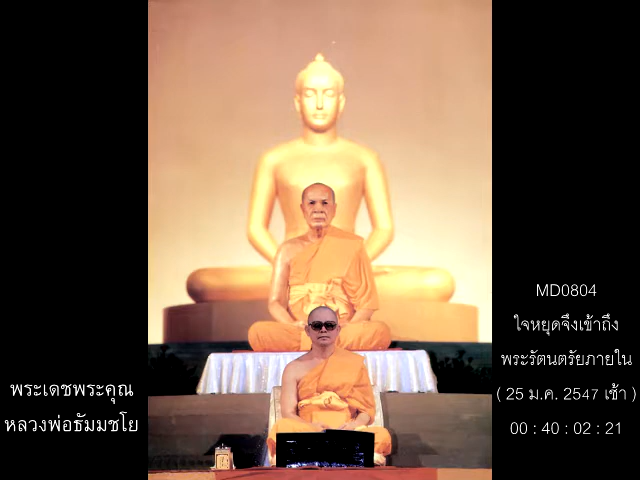 พระเดชพระคุณ
หลวงพ่อธัมมชโย
MD0804
ใจหยุดจึงเข้าถึง
พระรัตนตรัยภายใน
( 25 ม.ค. 2547 เช้า )
00 : 40 : 02 : 21